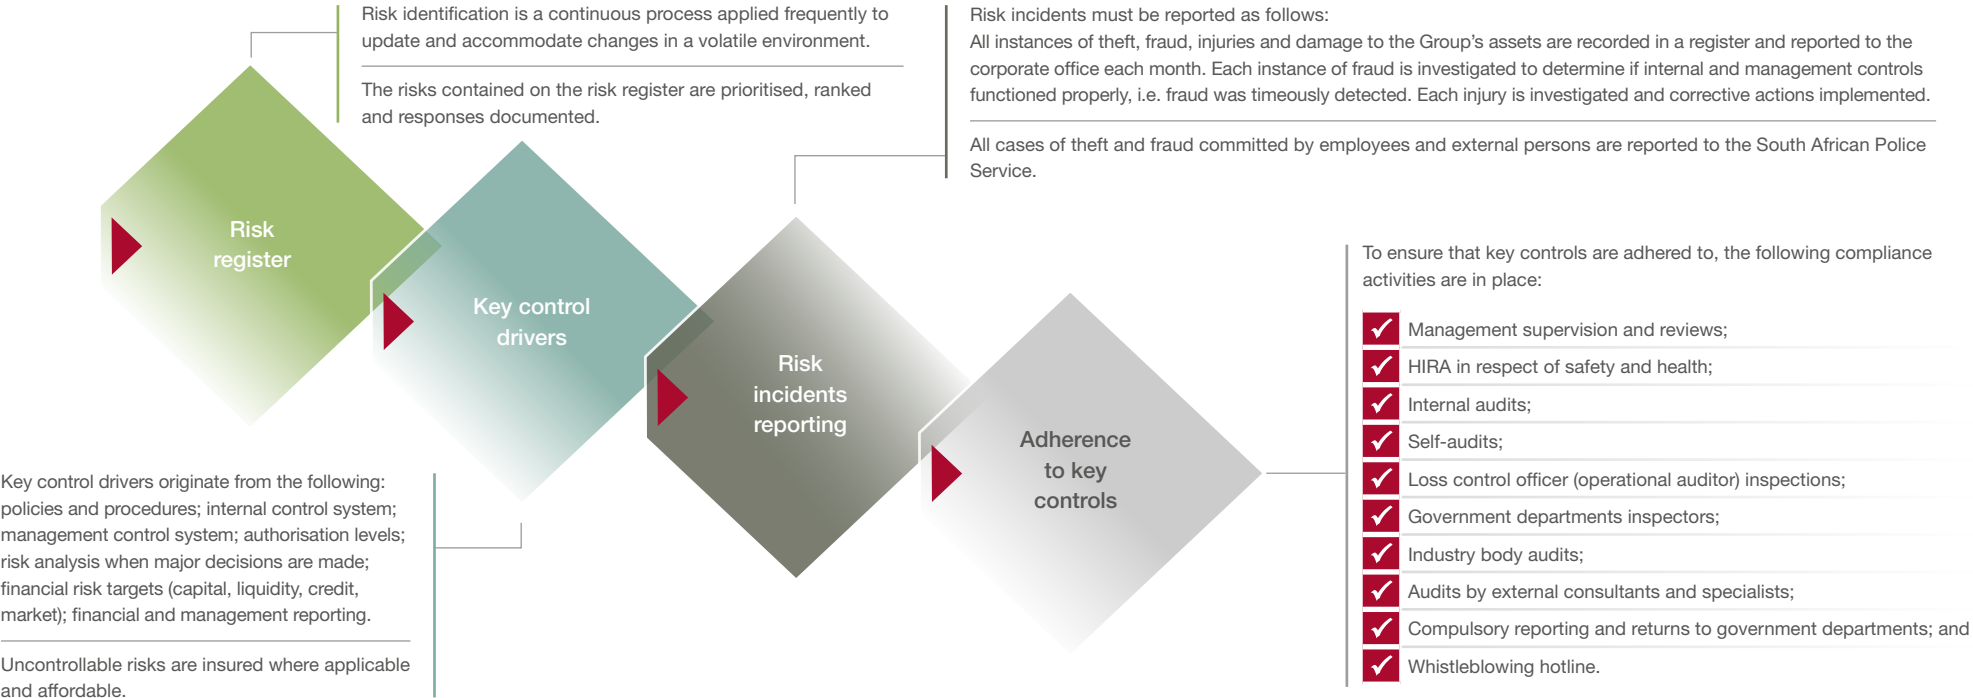 Risk identification is a continuous process applied frequently to
update and accommodate changes in a volatile environment.
The risks contained on the risk register are prioritised, ranked
and responses documented.
Risk incidents must be reported as follows:
All instances of theft, fraud, injuries and damage to the Group's assets are recorded in a register and reported to the
corporate office each month. Each instance of fraud is investigated to determine if internal and management controls
functioned properly, i.e. fraud was timeously detected. Each injury is investigated and corrective actions implemented.
All cases of theft and fraud committed by employees and external persons are reported to the South African Police
Service.
Risk
register
Key control
drivers
Risk
incidents
reporting
Adherence
to key
controls
To ensure that key controls are adhered to, the following compliance
activities are in place:
Management supervision and reviews;
HIRA in respect of safety and health;
Internal audits;
Self-audits;
Loss control officer (operational auditor) inspections;
Government departments inspectors;
Industry body audits;
Audits by external consultants and specialists;
Compulsory reporting and returns to government departments; and
Whistleblowing hotline.
Key control drivers originate from the following:
policies and procedures; internal control system;
management control system; authorisation levels;
risk analysis when major decisions are made;
financial risk targets (capital, liquidity, credit,
market); financial and management reporting.
Uncontrollable risks are insured where applicable
and affordable.